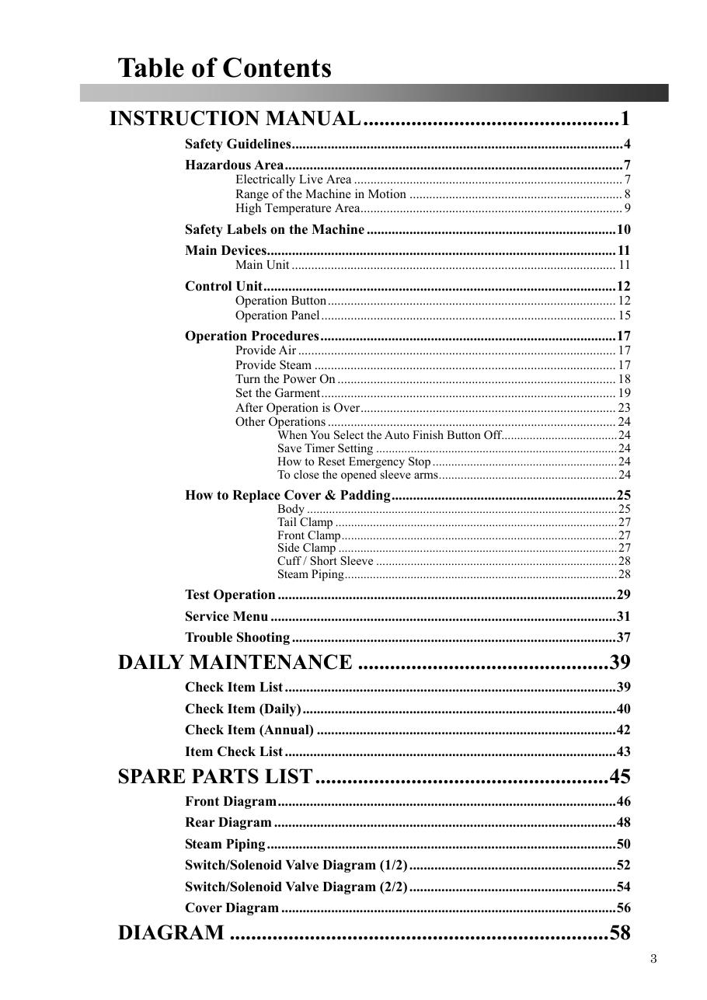 Table of Contents
INSTRUCTION MANUAL................................................1
Safety Guidelines.............................................................................................4
Hazardous Area...............................................................................................7
Electrically Live Area .................................................................................. 7
Range of the Machine in Motion ................................................................. 8
High Temperature Area................................................................................ 9
Safety Labels on the Machine ......................................................................10
Main Devices..................................................................................................11
Main Unit ................................................................................................... 11
Control Unit...................................................................................................12
Operation Button........................................................................................ 12
Operation Panel.......................................................................................... 15
Operation Procedures...................................................................................17
Provide Air ................................................................................................. 17
Provide Steam ............................................................................................ 17
Turn the Power On ..................................................................................... 18
Set the Garment.......................................................................................... 19
After Operation is Over.............................................................................. 23
Other Operations ........................................................................................ 24
When You Select the Auto Finish Button Off.....................................24
Save Timer Setting .............................................................................24
How to Reset Emergency Stop...........................................................24
To close the opened sleeve arms.........................................................24
How to Replace Cover & Padding...............................................................25
Body ...................................................................................................25
Tail Clamp ..........................................................................................27
Front Clamp........................................................................................27
Side Clamp .........................................................................................27
Cuff / Short Sleeve .............................................................................28
Steam Piping.......................................................................................28
Test Operation ...............................................................................................29
Service Menu .................................................................................................31
Trouble Shooting ...........................................................................................37
DAILY MAINTENANCE ...............................................39
Check Item List.............................................................................................39
Check Item (Daily)........................................................................................40
Check Item (Annual) ....................................................................................42
Item Check List.............................................................................................43
SPARE PARTS LIST.......................................................45
Front Diagram...............................................................................................46
Rear Diagram ................................................................................................48
Steam Piping..................................................................................................50
Switch/Solenoid Valve Diagram (1/2)..........................................................52
Switch/Solenoid Valve Diagram (2/2)..........................................................54
Cover Diagram ..............................................................................................56
DIAGRAM .......................................................................58
3